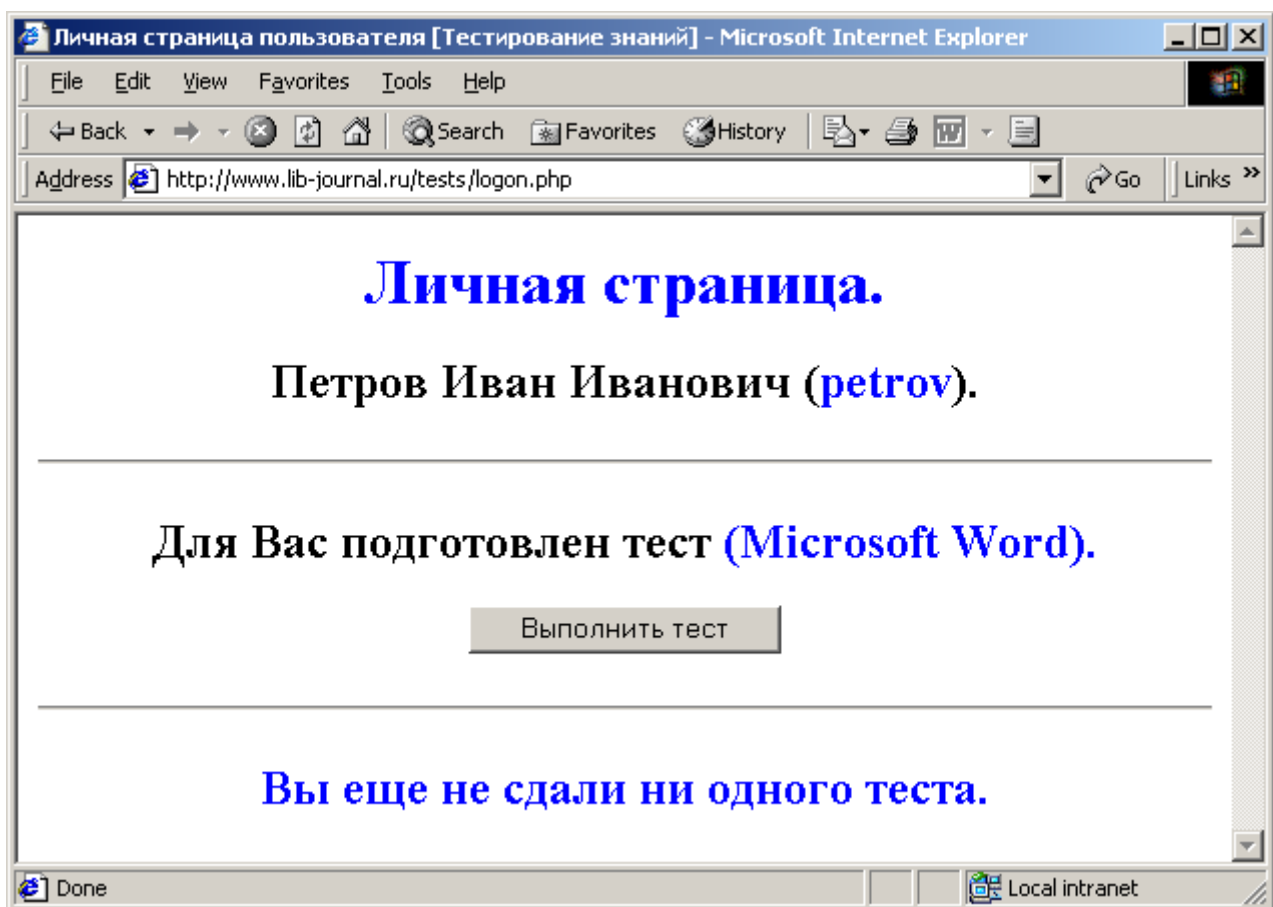 Личная страница пользователя [Тестирование знаний] - Microsoft Internet Explorer
File Edit View Favorites Tools Help
Back Search Favorites History
Address http://www.lib-journal.ru/tests/logon.php Go Links »
Личная страница.
Петров Иван Иванович (petrov).
Для Вас подготовлен тест (Microsoft Word).
Выполнить тест
Вы еще не сдали ни одного теста.
Done Local intranet